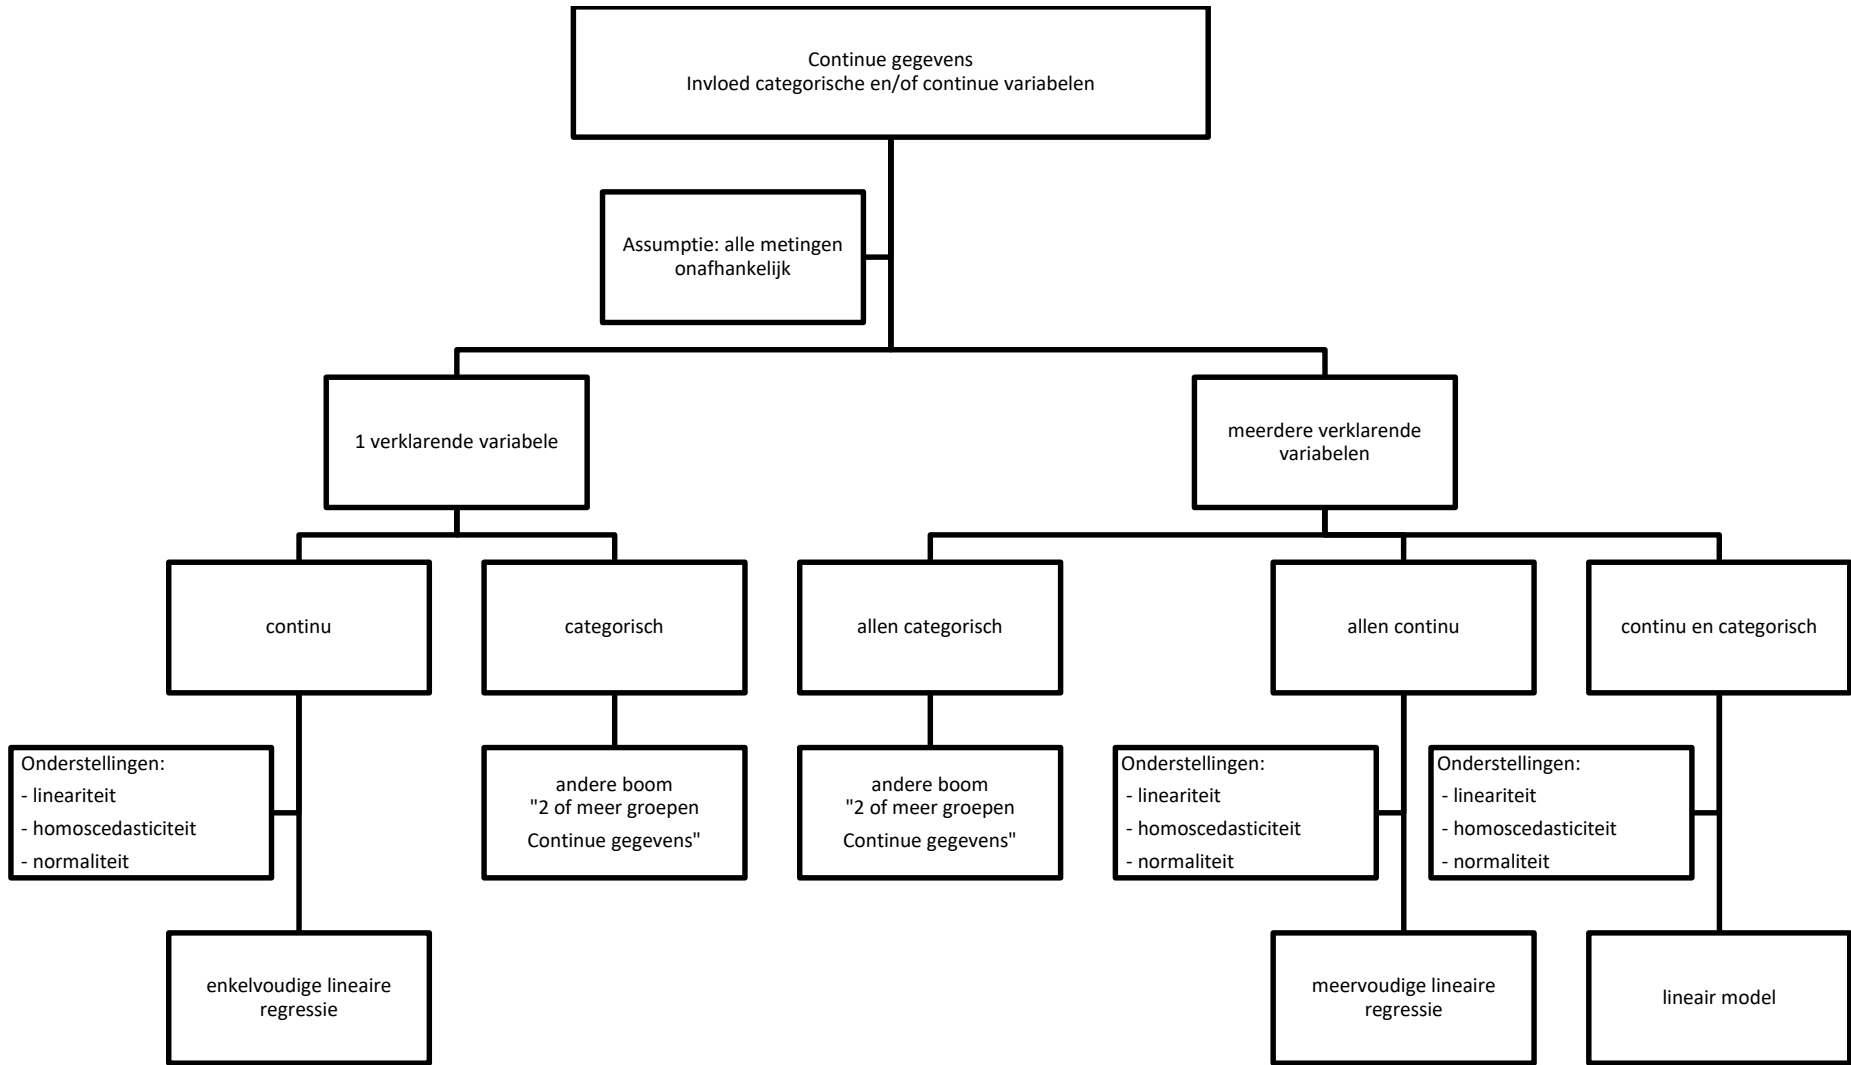 Continue gegevens
Invloed categorische en/of continue variabelen
Assumptie: alle metingen
onafhankelijk
1 verklarende variabele
meerdere verklarende
variabelen
continu
categorisch
allen categorisch
allen continu
continu en categorisch
Onderstellingen:
- lineariteit
- homoscedasticiteit
- normaliteit
andere boom
"2 of meer groepen
Continue gegevens"
andere boom
"2 of meer groepen
Continue gegevens"
Onderstellingen:
- lineariteit
- homoscedasticiteit
- normaliteit
Onderstellingen:
- lineariteit
- homoscedasticiteit
- normaliteit
enkelvoudige lineaire
regressie
meervoudige lineaire
regressie
lineair model